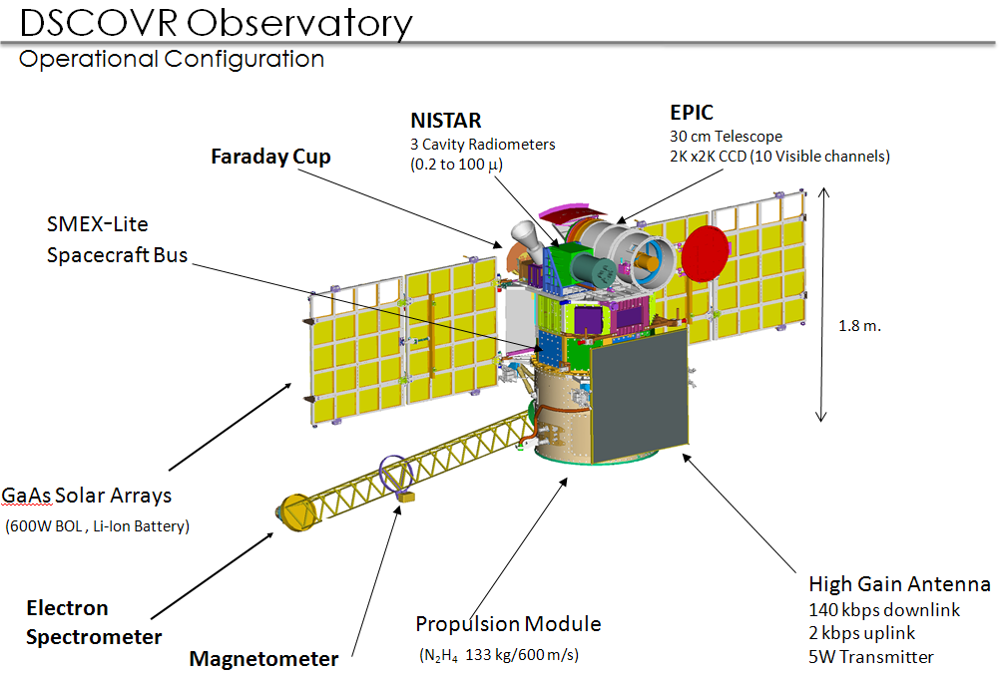 DSCOVR Observatory
Operational Configuration
NISTAR
3 Cavity Radiometers
(0.2 to 100 µ)
EPIC
30 cm Telescope
2K x2K CCD (10 Visible channels)
Faraday Cup
SMEX-Lite
Spacecraft Bus
1.8 m.
GaAs Solar Arrays
(600W BOL , Li-Ion Battery)
Electron
Spectrometer
Magnetometer
Propulsion Module
(N₂H₄ 133 kg/600 m/s)
High Gain Antenna
140 kbps downlink
2 kbps uplink
5W Transmitter